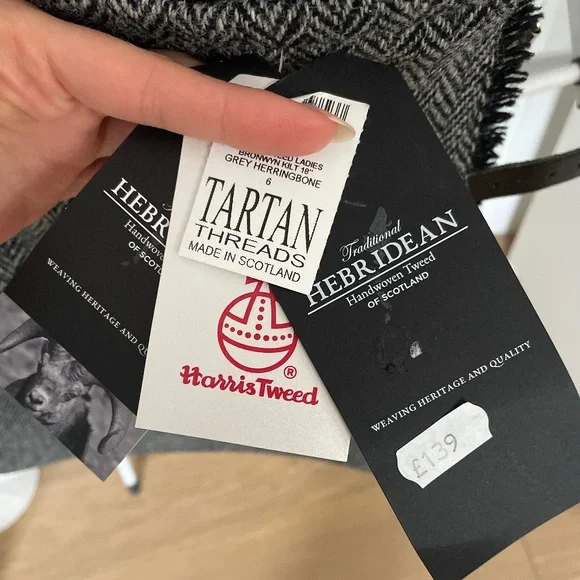 HEBRIDEAN
Handwoven Tweed
OF SCOTLAND
WEAVING HERITAGE AND
LADIES
BRONWYN KILT 18"
GREY HERRINGBONE
6
TARTAN
THREADS
MADE IN SCOTLAND
Harris Tweed
®
Traditional
HEBRIDEAN
Handwoven Tweed
OF SCOTLAND
WEAVING HERITAGE AND QUALITY
£139